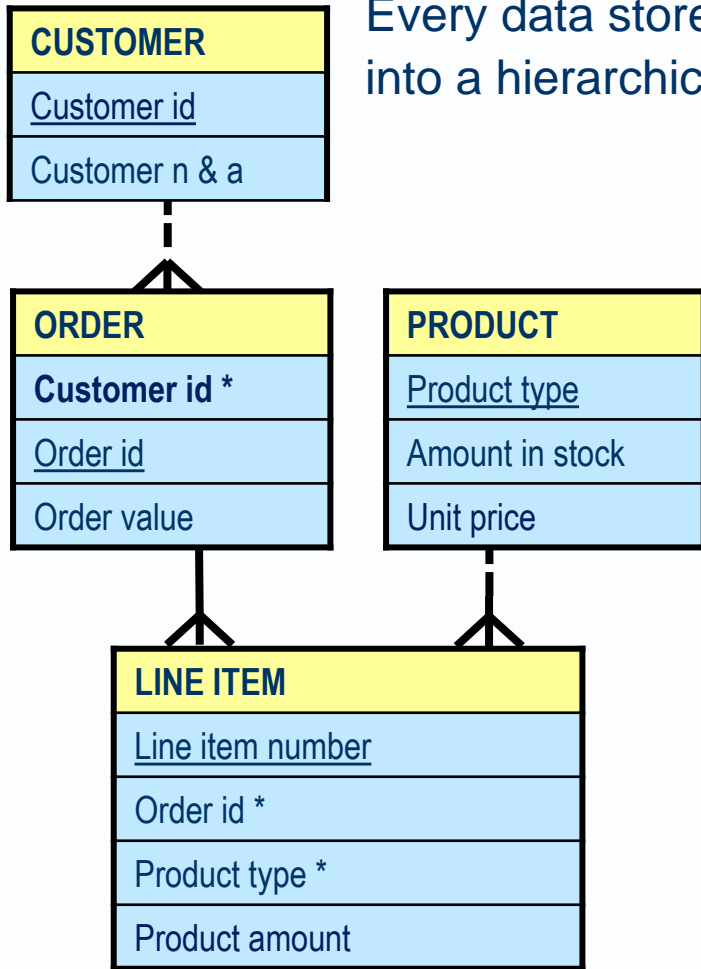 Every data store
into a hierarchic
CUSTOMER
Customer id
Customer n & a
ORDER
Customer id *
Order id
Order value
PRODUCT
Product type
Amount in stock
Unit price
LINE ITEM
Line item number
Order id *
Product type *
Product amount